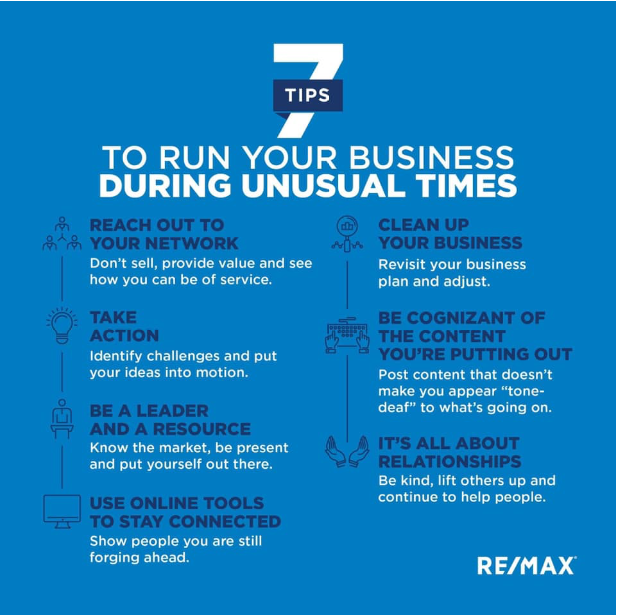 7
TIPS
TO RUN YOUR BUSINESS
DURING UNUSUAL TIMES
REACH OUT TO
YOUR NETWORK
Don't sell, provide value and see
how you can be of service.
TAKE
ACTION
Identify challenges and put
your ideas into motion.
BE A LEADER
AND A RESOURCE
Know the market, be present
and put yourself out there.
USE ONLINE TOOLS
TO STAY CONNECTED
Show people you are still
forging ahead.
CLEAN UP
YOUR BUSINESS
Revisit your business
plan and adjust.
BE COGNIZANT OF
THE CONTENT
YOU'RE PUTTING OUT
Post content that doesn't
make you appear “tone-
deaf” to what's going on.
IT'S ALL ABOUT
RELATIONSHIPS
Be kind, lift others up and
continue to help people.
RE/MAX